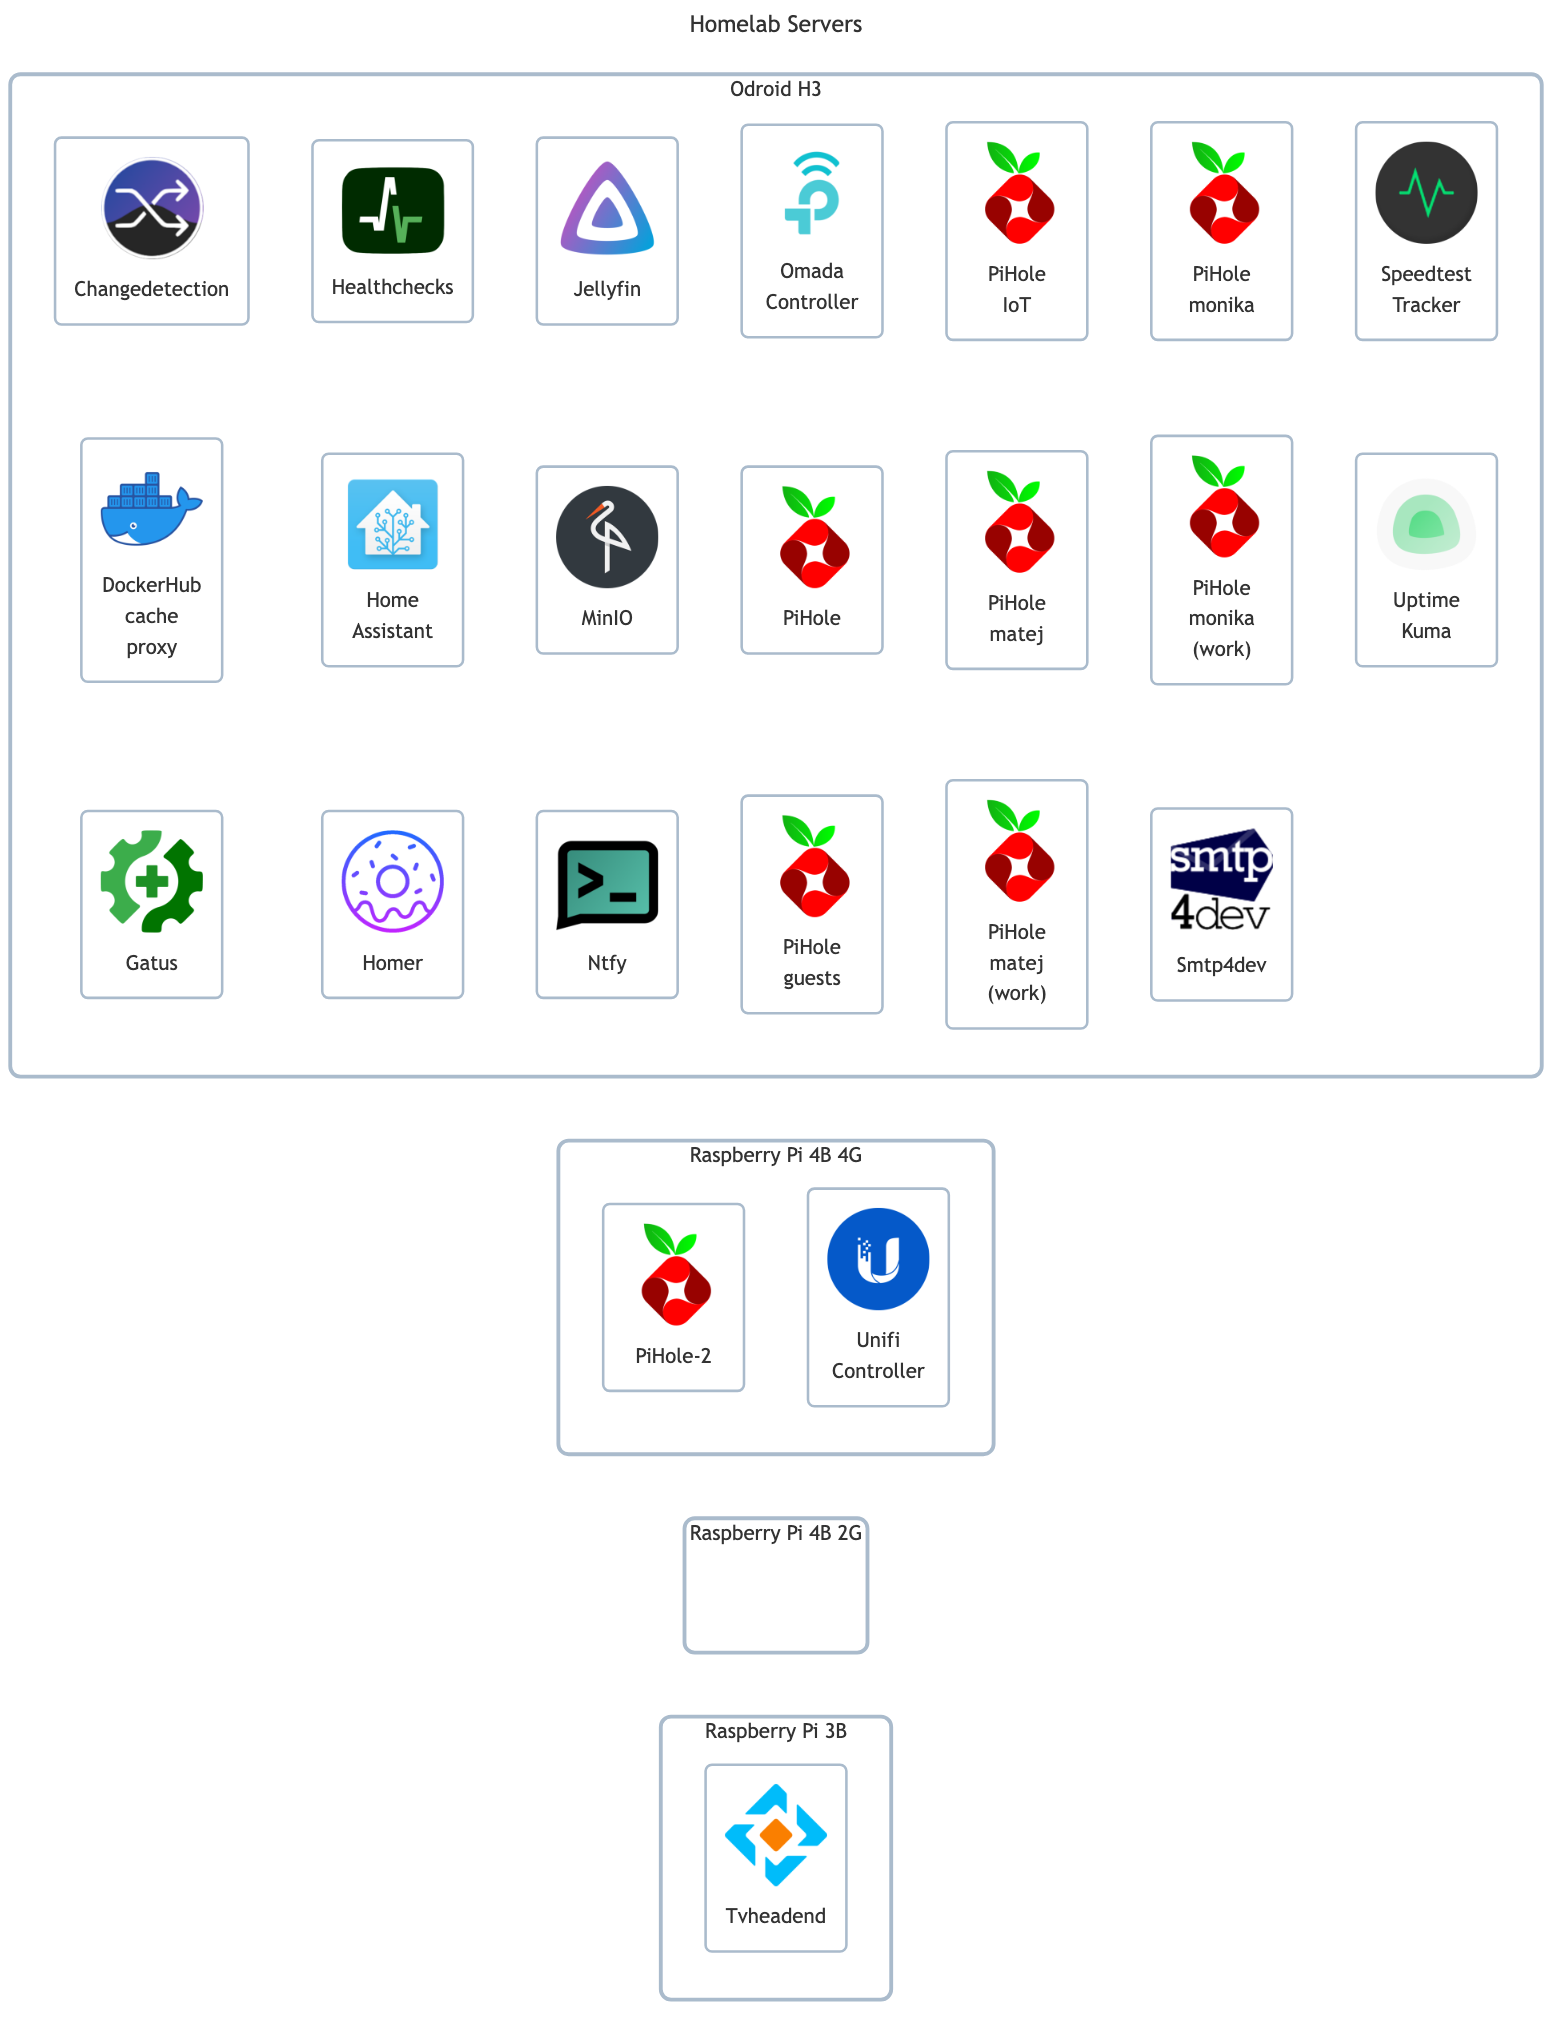 Homelab Servers
Odroid H3
Changedetection
Healthchecks
Jellyfin
Omada
Controller
PiHole
IoT
PiHole
monika
Speedtest
Tracker
DockerHub
cache
proxy
Home
Assistant
MinIO
PiHole
PiHole
matej
PiHole
monika
(work)
Uptime
Kuma
Gatus
Homer
>_
Ntfy
PiHole
guests
PiHole
matej
(work)
smtp
4dev
Smtp4dev
Raspberry Pi 4B 4G
PiHole-2
U
Unifi
Controller
Raspberry Pi 4B 2G
Raspberry Pi 3B
Tvheadend